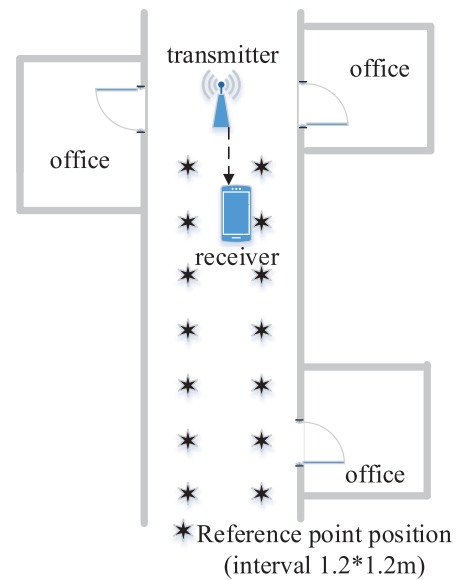 transmitter
office
office
receiver
office
Reference point position
(interval 1.2*1.2m)